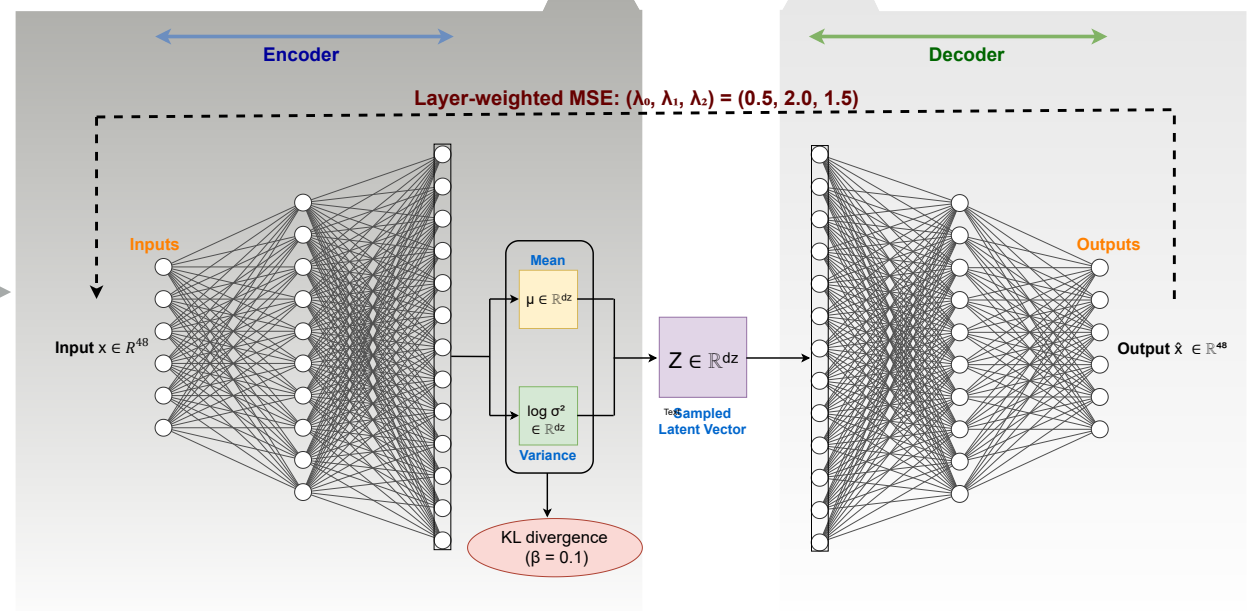 Encoder
Decoder
Layer-weighted MSE: (λ₀, λ₁, λ₂) = (0.5, 2.0, 1.5)
Inputs
Outputs
Mean
μ ∈ ℝᵈᶻ
Input x ∈ R⁴⁸
Z ∈ ℝᵈᶻ
Output x̂ ∈ ℝ⁴⁸
log σ²
∈ ℝᵈᶻ
Text
Sampled
Latent Vector
Variance
KL divergence
(β = 0.1)